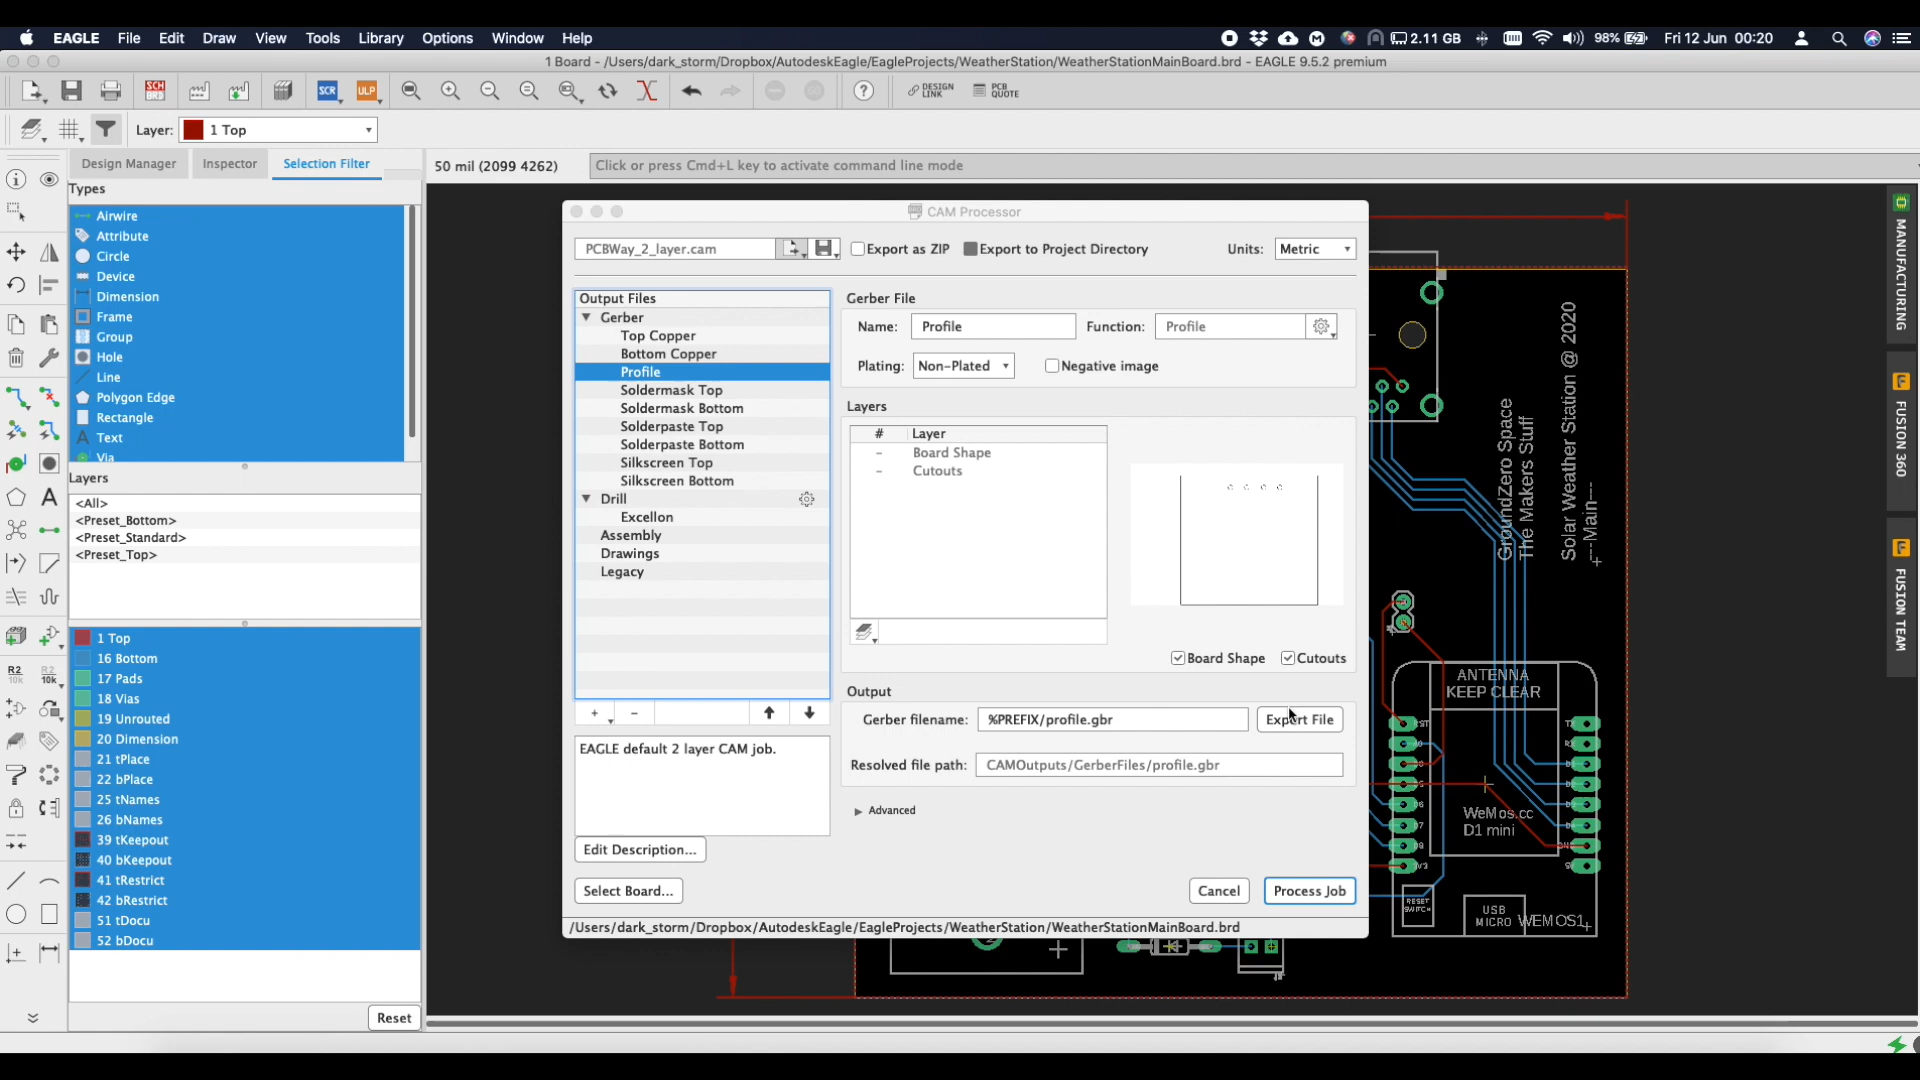 EAGLE File Edit Draw View Tools Library Options Window Help
2.11 GB 98% Fri 12 Jun 00:20
1 Board - /Users/dark_storm/Dropbox/AutodeskEagle/EagleProjects/WeatherStation/WeatherStationMainBoard.brd - EAGLE 9.5.2 premium
SCH SCR ULP DESIGN LINK PCB QUOTE
Layer: 1 Top
Design Manager Inspector Selection Filter
50 mil (2099 4262) Click or press Cmd+L key to activate command line mode
Types
Airwire
Attribute
Circle
Device
Dimension
Frame
Group
Hole
Line
Polygon Edge
Rectangle
Text
Via
Layers
<All>
<Preset_Bottom>
<Preset_Standard>
<Preset_Top>
1 Top
16 Bottom
17 Pads
18 Vias
19 Unrouted
20 Dimension
21 tPlace
22 bPlace
25 tNames
26 bNames
39 tKeepout
40 bKeepout
41 tRestrict
42 bRestrict
51 tDocu
52 bDocu
Reset
R2 10k R2 10k
CAM Processor
PCBWay_2_layer.cam Export as ZIP Export to Project Directory Units: Metric
Output Files
Gerber
Top Copper
Bottom Copper
Profile
Soldermask Top
Soldermask Bottom
Solderpaste Top
Solderpaste Bottom
Silkscreen Top
Silkscreen Bottom
Drill
Excellon
Assembly
Drawings
Legacy
+ -
EAGLE default 2 layer CAM job.
Edit Description...
Select Board...
Gerber File
Name: Profile Function: Profile
Plating: Non-Plated Negative image
Layers
# Layer
- Board Shape
- Cutouts
Board Shape Cutouts
Output
Gerber filename: %PREFIX/profile.gbr Export File
Resolved file path: CAMOutputs/GerberFiles/profile.gbr
Advanced
Cancel Process Job
/Users/dark_storm/Dropbox/AutodeskEagle/EagleProjects/WeatherStation/WeatherStationMainBoard.brd
GroundZero Space
The Makers Stuff
Solar Weather Station @ 2020
+---Main---
ANTENNA
KEEP CLEAR
WeMos.cc
D1 mini
RESET
SWITCH
USB
MICRO
WEMOS1
MANUFACTURING
FUSION 360
FUSION TEAM